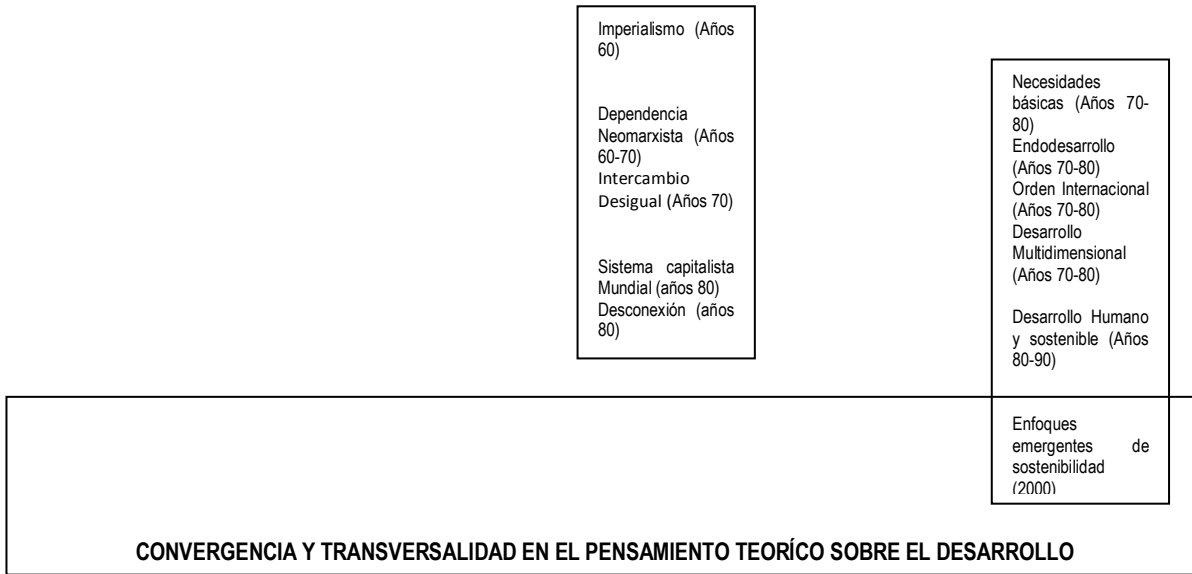 Imperialismo (Años
60)
Dependencia
Neomarxista (Años
60-70)
Intercambio
Desigual (Años 70)
Sistema capitalista
Mundial (años 80)
Desconexión (años
80)
Necesidades
básicas (Años 70-
80)
Endodesarrollo
(Años 70-80)
Orden Internacional
(Años 70-80)
Desarrollo
Multidimensional
(Años 70-80)
Desarrollo Humano
y sostenible (Años
80-90)
Enfoques
emergentes de
sostenibilidad
(2000)
CONVERGENCIA Y TRANSVERSALIDAD EN EL PENSAMIENTO TEORÍCO SOBRE EL DESARROLLO